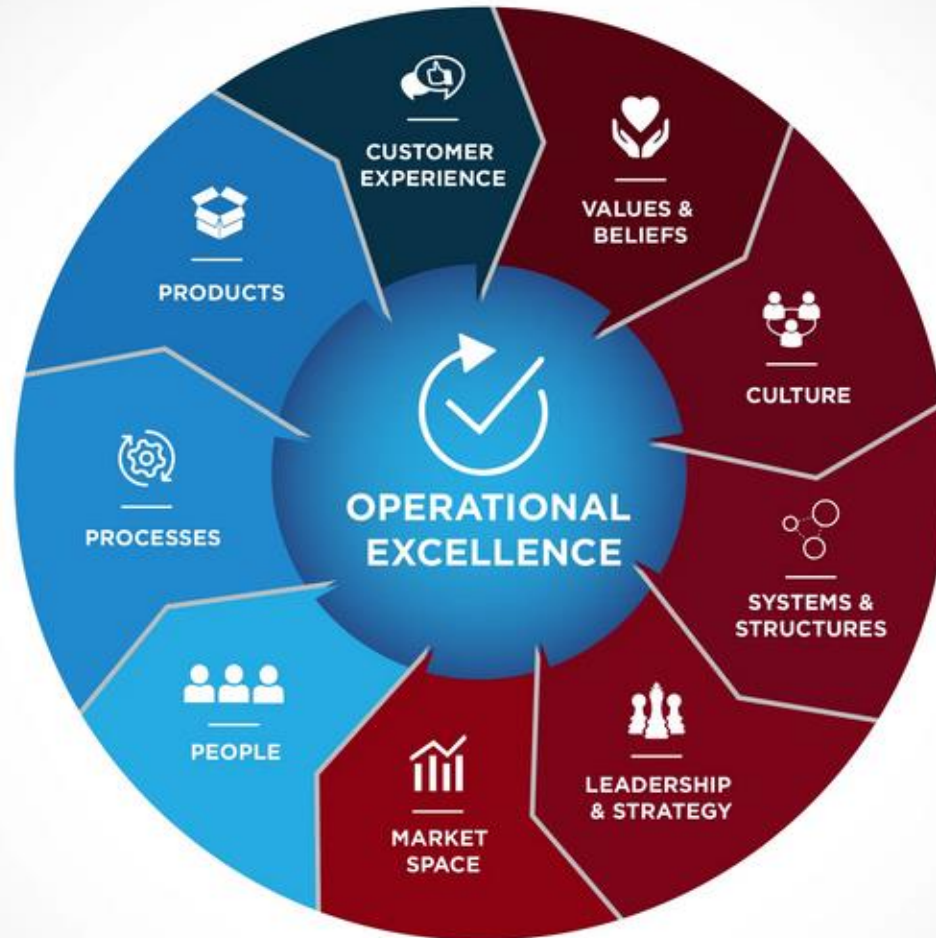 CUSTOMER
EXPERIENCE
VALUES &
BELIEFS
CULTURE
SYSTEMS &
STRUCTURES
LEADERSHIP
& STRATEGY
MARKET
SPACE
PEOPLE
PROCESSES
PRODUCTS
OPERATIONAL
EXCELLENCE